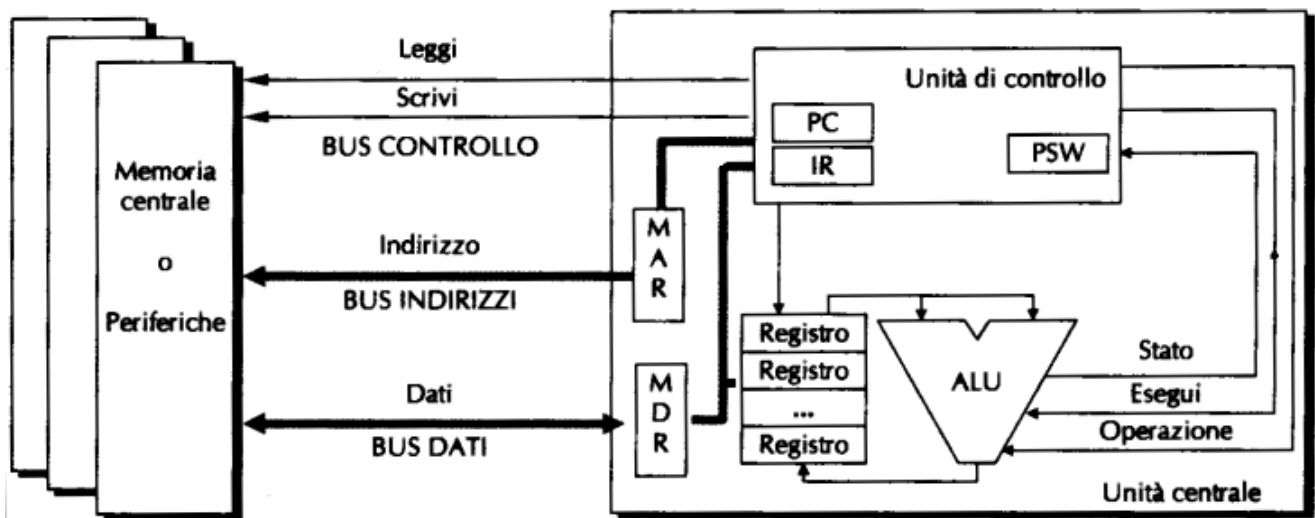 Leggi
Scrivi
BUS CONTROLLO
Memoria
centrale
o
Periferiche
Indirizzo
BUS INDIRIZZI
Dati
BUS DATI
M
A
R
M
D
R
Unità di controllo
PC
IR
PSW
Registro
Registro
...
Registro
ALU
Stato
Esegui
Operazione
Unità centrale